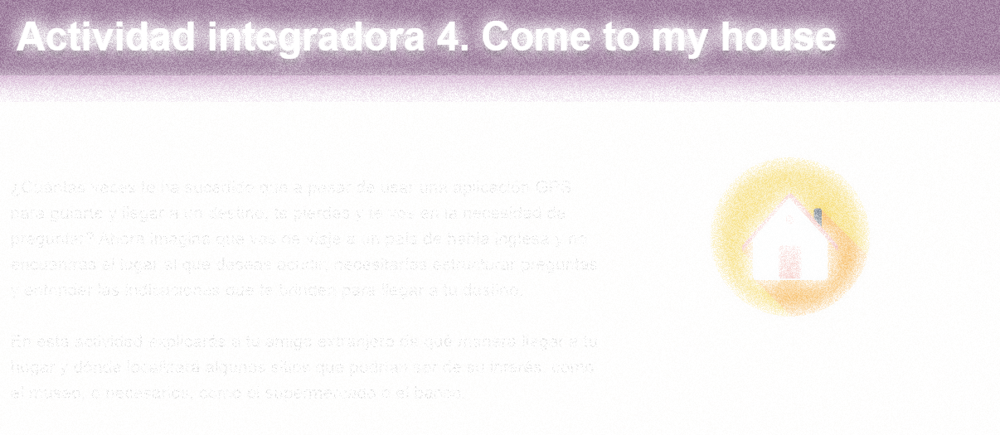 Actividad integradora 4. Come to my house
¿Cuántas veces te ha sucedido que a pesar de usar una aplicación GPS
para guiarte y llegar a un destino, te pierdes y te ves en la necesidad de
preguntar? Ahora imagina que vas de viaje a un país de habla inglesa y no
encuentras el lugar al que deseas acudir; necesitarías estructurar preguntas
y entender las indicaciones que te brinden para llegar a tu destino.
En esta actividad explicarás a tu amigo extranjero de qué manera llegar a tu
hogar y dónde localizará algunos sitios que podrían ser de su interés, como
el museo, o necesarios, como el supermercado o el banco.